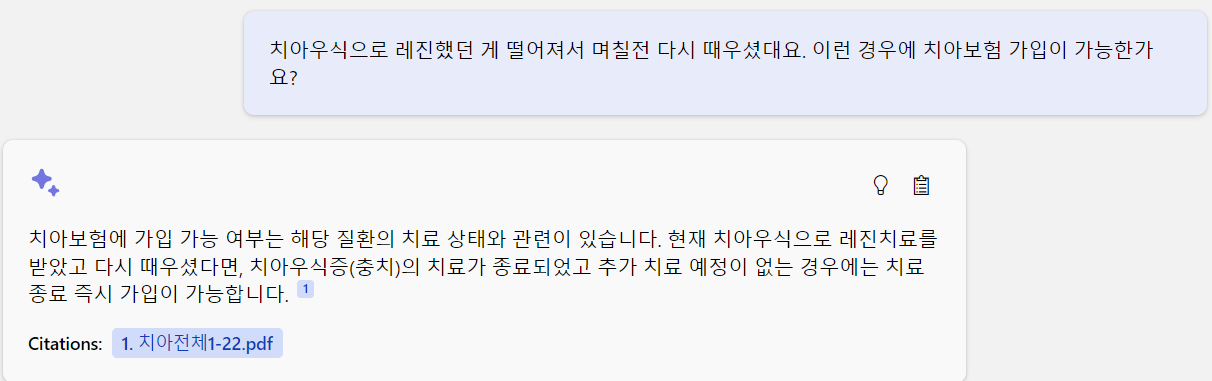 치아우식으로 레진했던 게 떨어져서 며칠전 다시 때우셨대요. 이런 경우에 치아보험 가입이 가능한가
요?
치아보험에 가입 가능 여부는 해당 질환의 치료 상태와 관련이 있습니다. 현재 치아우식으로 레진치료를
받았고 다시 때우셨다면, 치아우식증(충치)의 치료가 종료되었고 추가 치료 예정이 없는 경우에는 치료
종료 즉시 가입이 가능합니다. 1
Citations: 1. 치아전체1-22.pdf